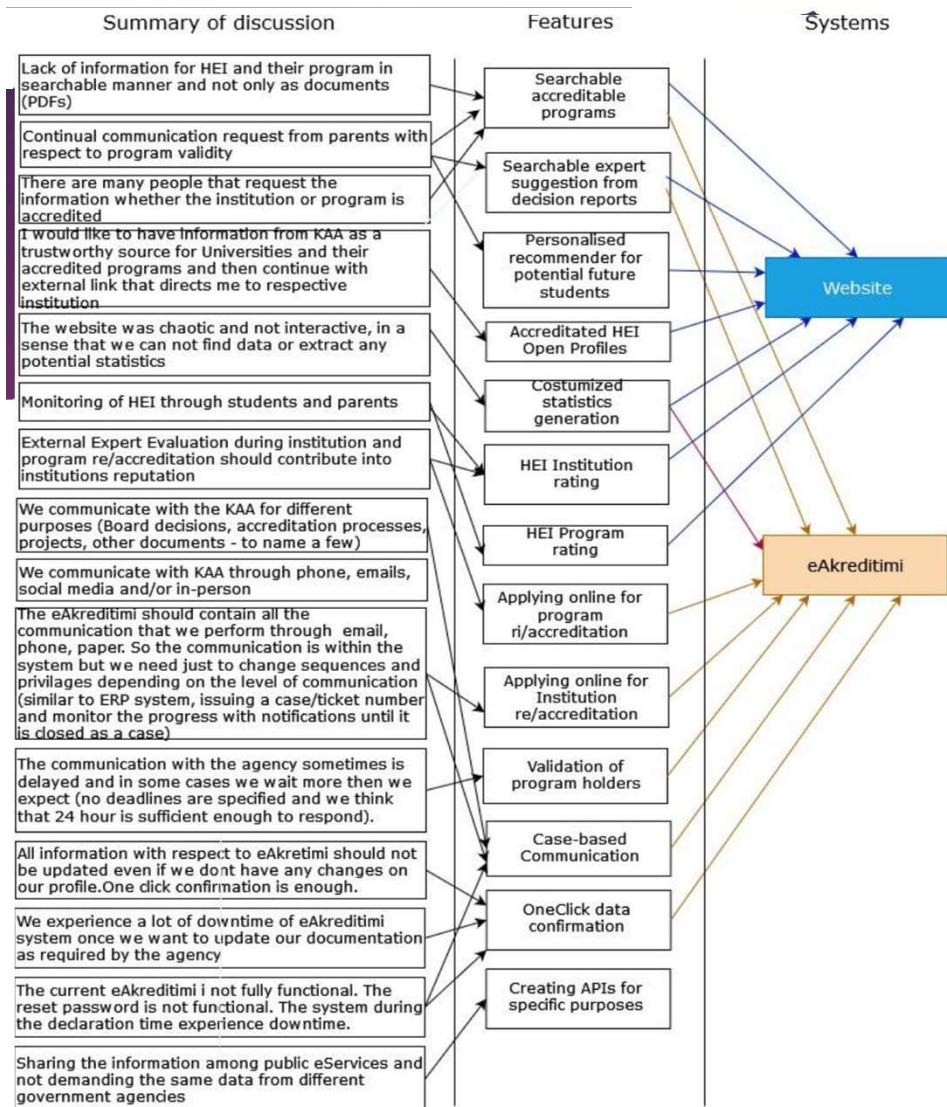 Summary of discussion
Features
Systems
Lack of information for HEI and their program in
searchable manner and not only as documents
(PDFs)
Continual communication request from parents with
respect to program validity
There are many people that request the
information whether the institution or program is
accredited
I would like to have information from KAA as a
trustworthy source for Universities and their
accredited programs and then continue with
external link that directs me to respective
institution
The website was chaotic and not interactive, in a
sense that we can not find data or extract any
potential statistics
Monitoring of HEI through students and parents
External Expert Evaluation during institution and
program re/accreditation should contribute into
institutions reputation
We communicate with the KAA for different
purposes (Board decisions, accreditation processes,
projects, other documents - to name a few)
We communicate with KAA through phone, emails,
social media and/or in-person
The eAkreditimi should contain all the
communication that we perform through email,
phone, paper. So the communication is within the
system but we need just to change sequences and
privilages depending on the level of communication
(similar to ERP system, issuing a case/ticket number
and monitor the progress with notifications until it
is closed as a case)
The communication with the agency sometimes is
delayed and in some cases we wait more then we
expect (no deadlines are specified and we think
that 24 hour is sufficient enough to respond).
All information with respect to eAkretimi should not
be updated even if we dont have any changes on
our profile.One click confirmation is enough.
We experience a lot of downtime of eAkreditimi
system once we want to update our documentation
as required by the agency
The current eAkreditimi i not fully functional. The
reset password is not functional. The system during
the declaration time experience downtime.
Sharing the information among public eServices and
not demanding the same data from different
government agencies
Searchable
accreditable
programs
Searchable expert
suggestion from
decision reports
Personalised
recommender for
potential future
students
Accreditated HEI
Open Profiles
Costumized
statistics
generation
HEI Institution
rating
HEI Program
rating
Applying online for
program
ri/accreditation
Applying online for
Institution
re/accreditation
Validation of
program holders
Case-based
Communication
OneClick data
confirmation
Creating APIs for
specific purposes
Website
eAkreditimi